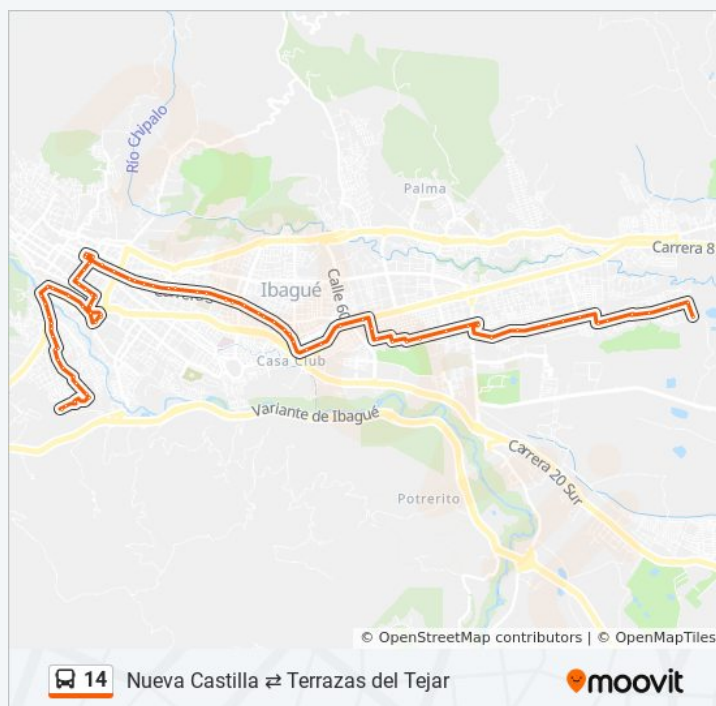 Río Chipalo
Palma
Carrera 8
Ibagué
Calle 60
Casa Club
Variante de Ibagué
Carrera 20 Sur
Potrerito
© OpenStreetMap contributors | © OpenMapTiles
14 Nueva Castilla ⇄ Terrazas del Tejar
moovit